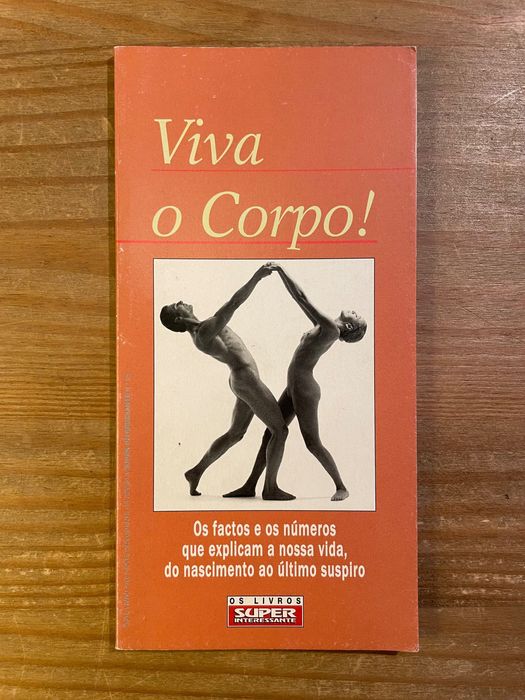 Viva
o Corpo!
Os factos e os números
que explicam a nossa vida,
do nascimento ao último suspiro
OS LIVROS
SUPER
INTERESSANTE